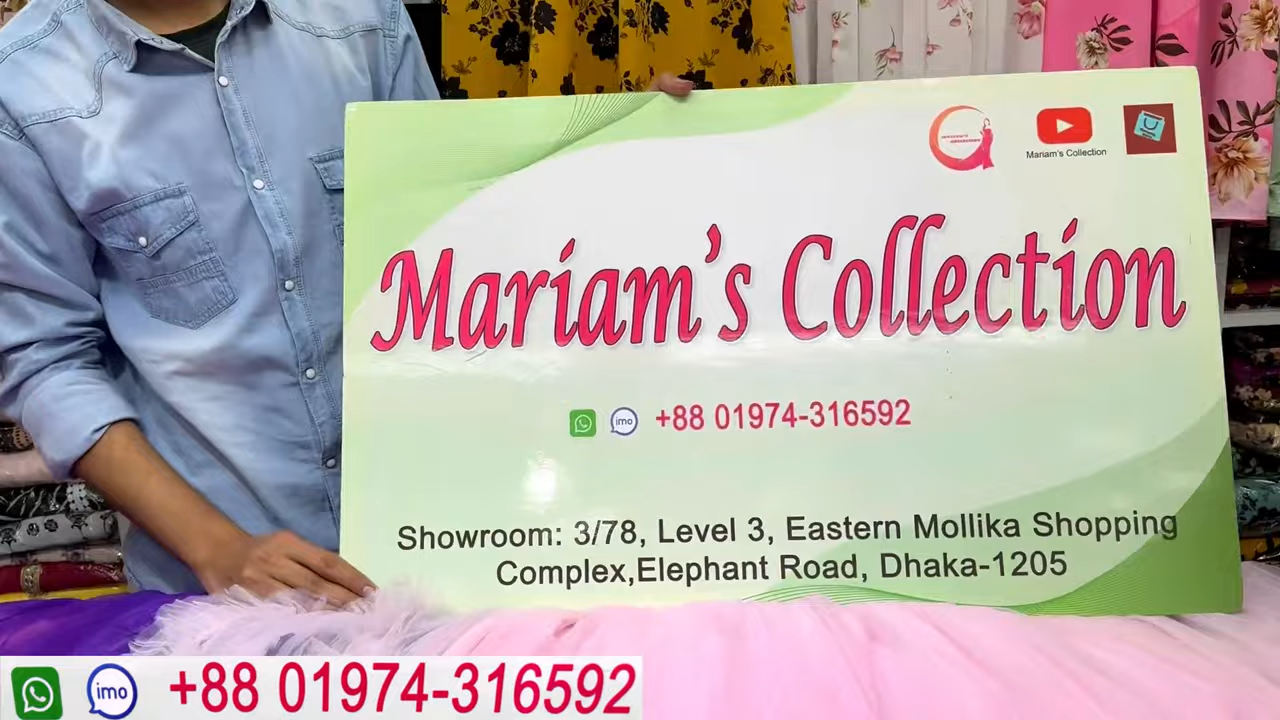 Mariam's Collection
Mariam's Collection
imo +88 01974-316592
Showroom: 3/78, Level 3, Eastern Mollika Shopping
Complex,Elephant Road, Dhaka-1205
imo +88 01974-316592